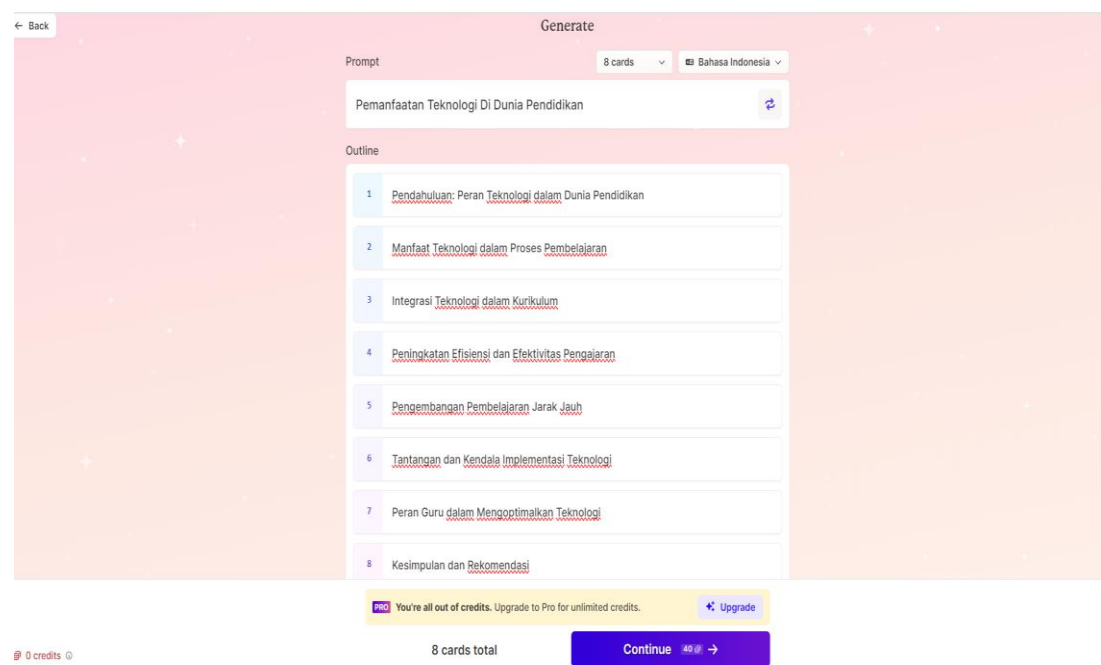 ← Back
Generate
Prompt
8 cards
Bahasa Indonesia
Pemanfaatan Teknologi Di Dunia Pendidikan
Outline
1 Pendahuluan: Peran Teknologi dalam Dunia Pendidikan
2 Manfaat Teknologi dalam Proses Pembelajaran
3 Integrasi Teknologi dalam Kurikulum
4 Peningkatan Efisiensi dan Efektivitas Pengajaran
5 Pengembangan Pembelajaran Jarak Jauh
6 Tantangan dan Kendala Implementasi Teknologi
7 Peran Guru dalam Mengoptimalkan Teknologi
8 Kesimpulan dan Rekomendasi
PRO You're all out of credits. Upgrade to Pro for unlimited credits.
Upgrade
0 credits
8 cards total
Continue 40 →